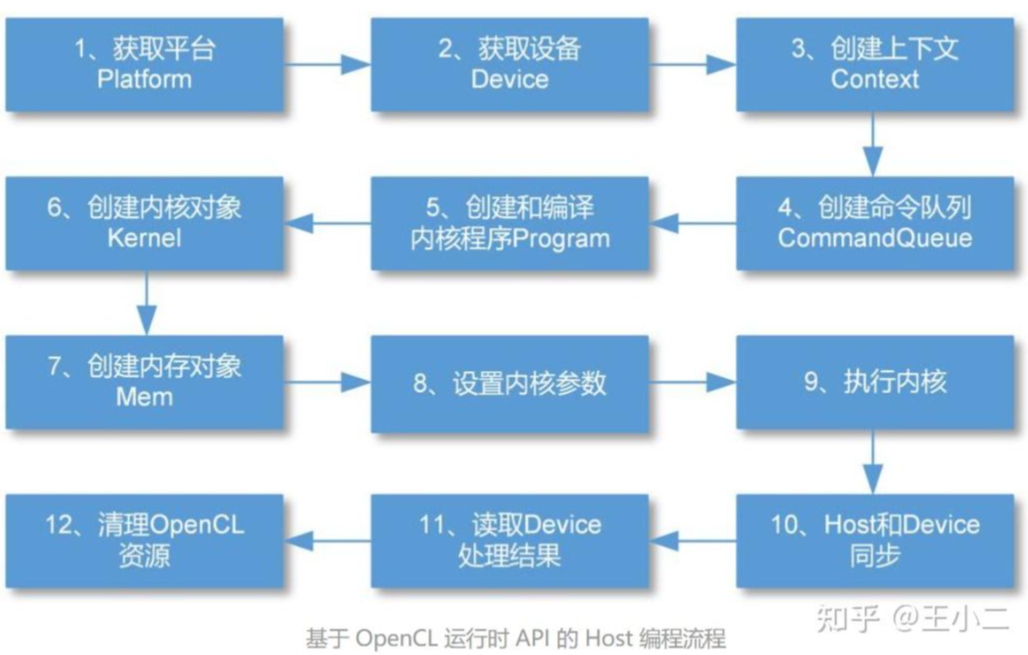 1、获取平台
Platform
2、获取设备
Device
3、创建上下文
Context
4、创建命令队列
CommandQueue
5、创建和编译
内核程序Program
6、创建内核对象
Kernel
7、创建内存对象
Mem
8、设置内核参数
9、执行内核
10、Host和Device
同步
11、读取Device
处理结果
12、清理OpenCL
资源
知乎 @王小二
基于 OpenCL 运行时 API 的 Host 编程流程